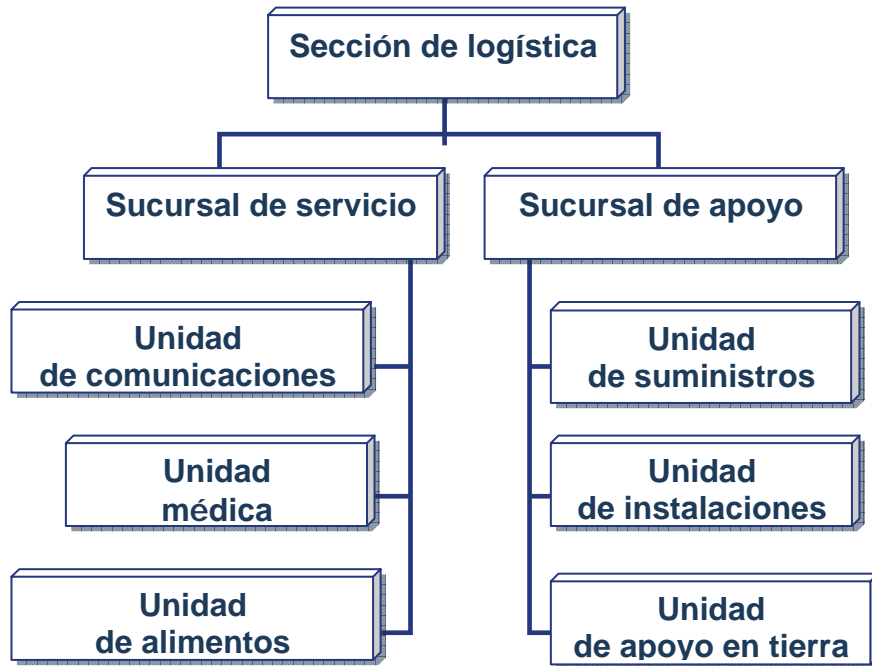 Sección de logística
Sucursal de servicio
Sucursal de apoyo
Unidad
de comunicaciones
Unidad
de suministros
Unidad
médica
Unidad
de instalaciones
Unidad
de alimentos
Unidad
de apoyo en tierra